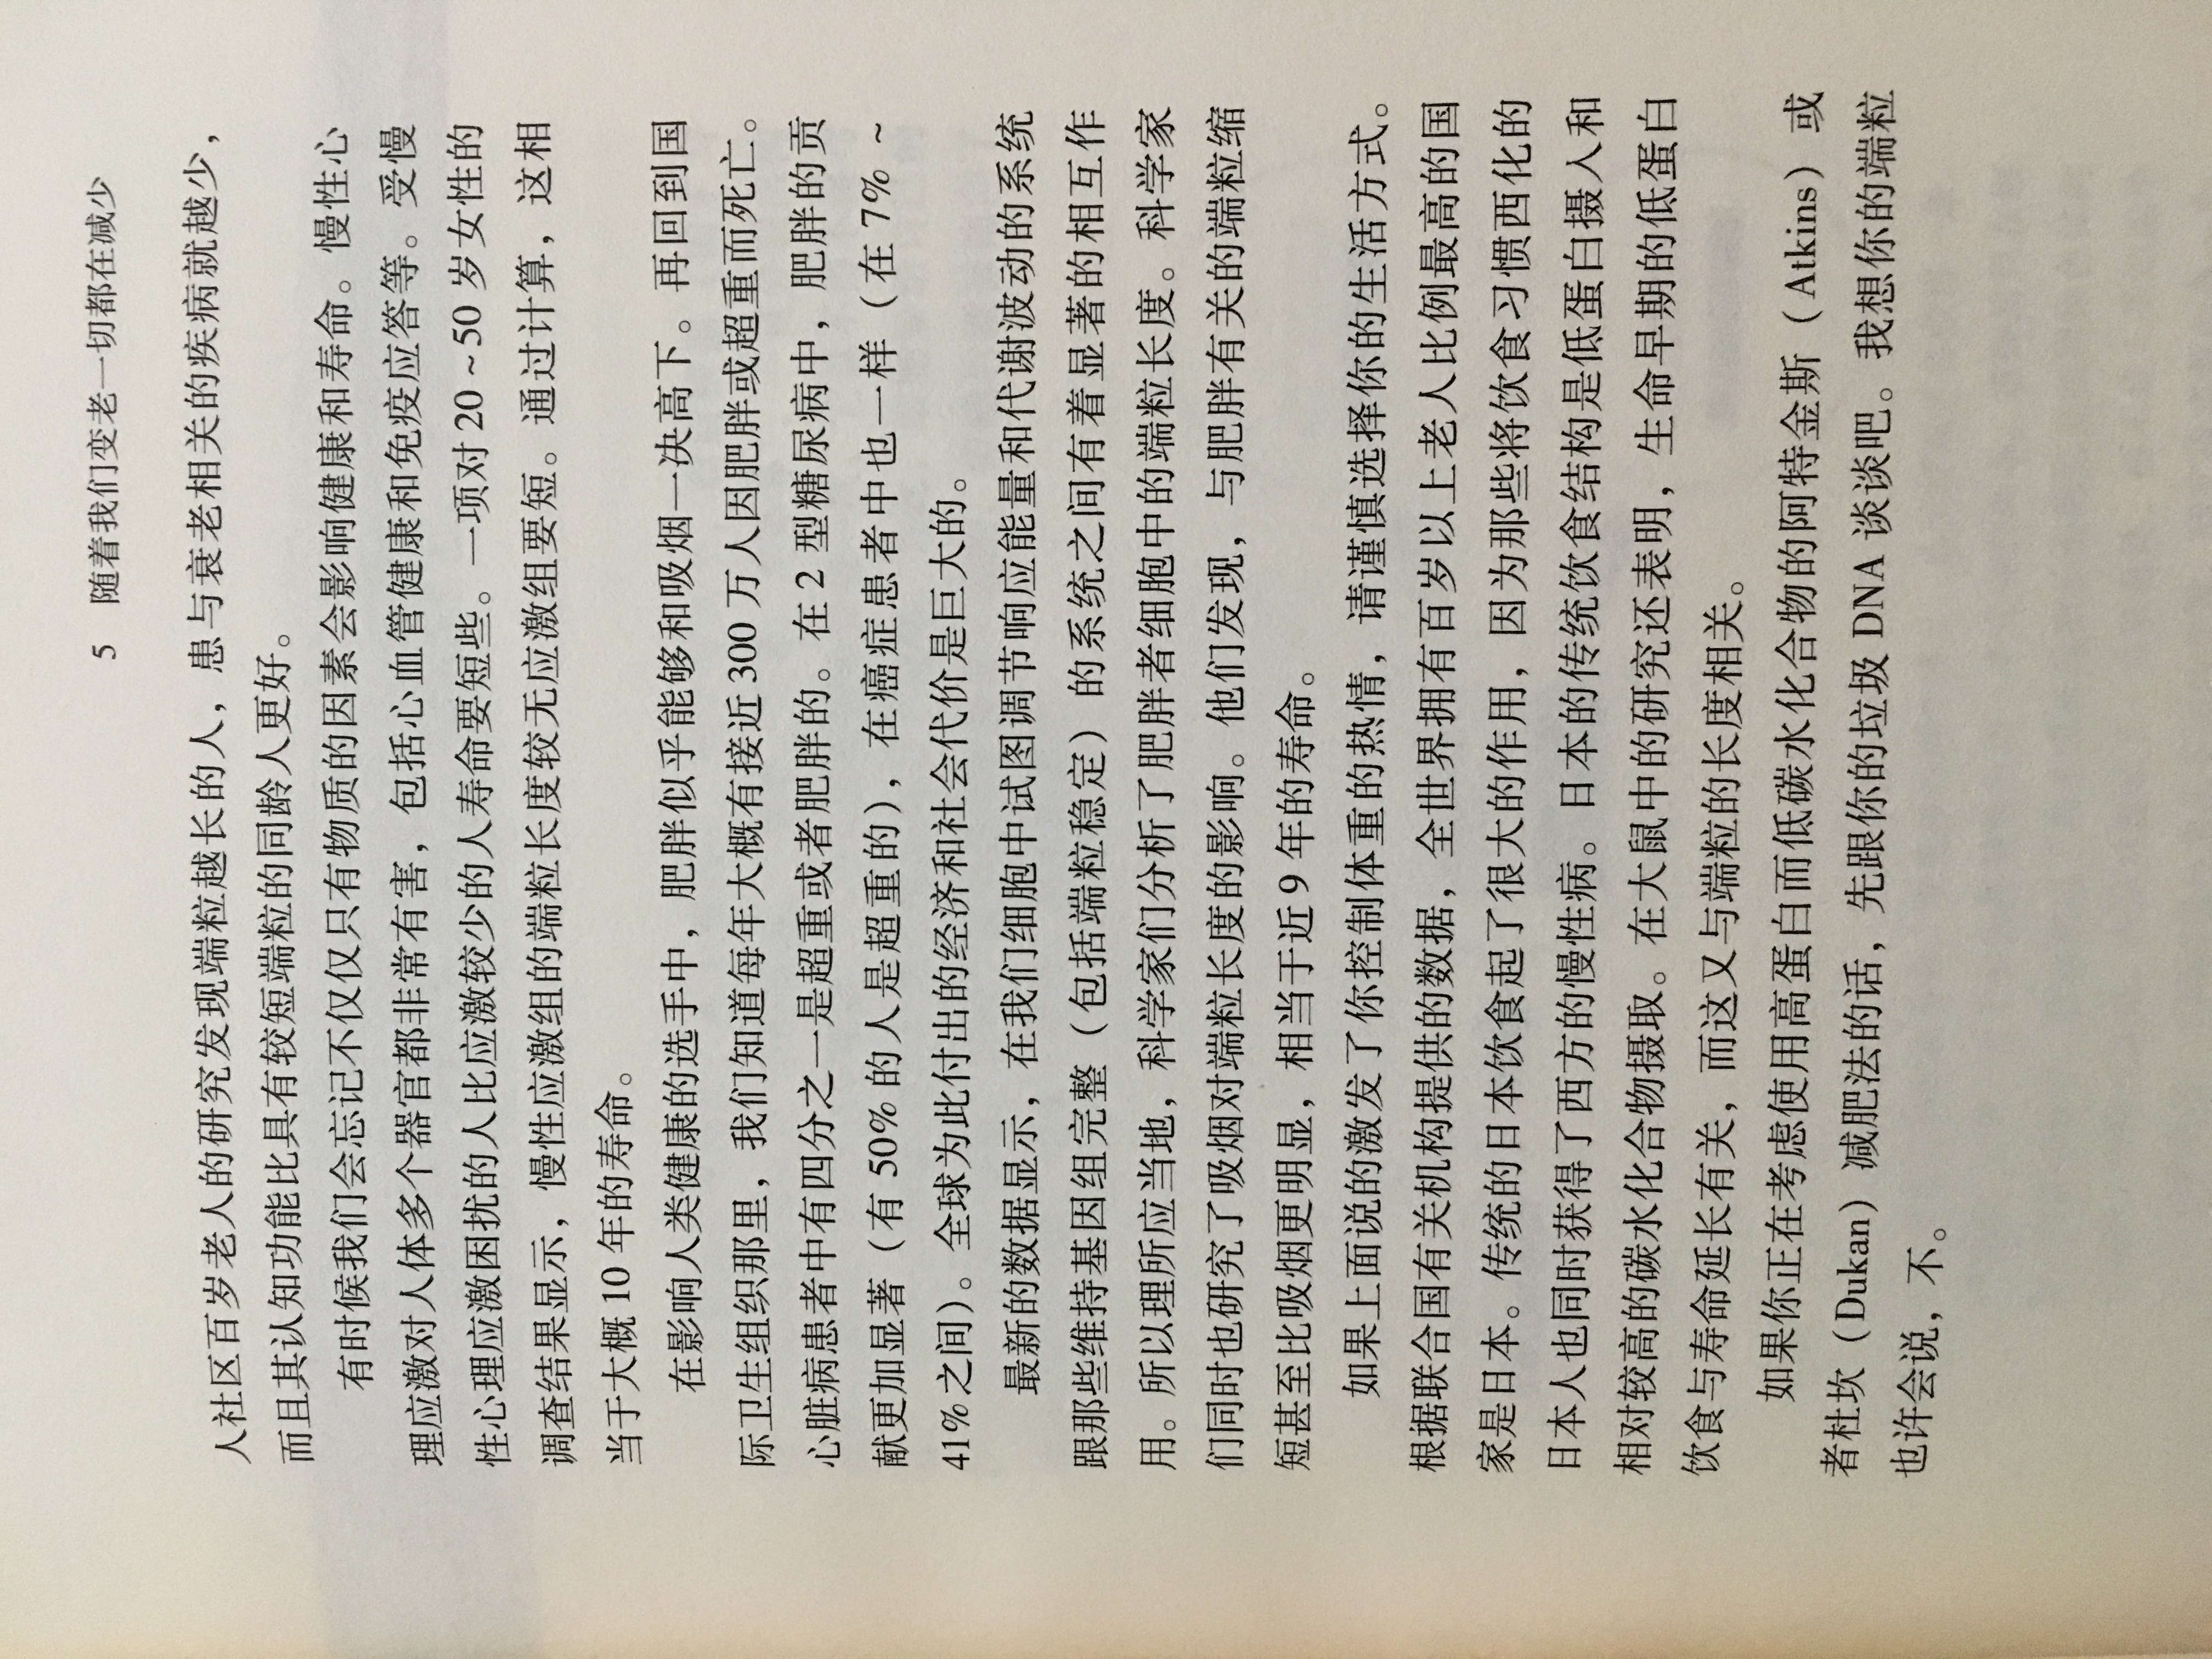 5 随着我们变老一切都在减少
人社区百岁老人的研究发现端粒越长的人，患与衰老相关的疾病就越少，
而且其认知功能比具有较短端粒的同龄人更好。
有时候我们会忘记不仅仅只有物质的因素会影响健康和寿命。慢性心
理应激对人体多个器官都非常有害，包括心血管健康和免疫应答等。受慢
性心理应激困扰的人比应激较少的人寿命要短些。一项对 20 ~ 50 岁女性的
调查结果显示，慢性应激组的端粒长度较无应激组要短。通过计算，这相
当于大概 10 年的寿命。
在影响人类健康的选手中，肥胖似乎能够和吸烟一决高下。再回到国
际卫生组织那里，我们知道每年大概有接近 300 万人因肥胖或超重而死亡。
心脏病患者中有四分之一是超重或者肥胖的。在 2 型糖尿病中，肥胖的贡
献更加显著（有 50% 的人是超重的），在癌症患者中也一样（在 7% ~
41% 之间）。全球为此付出的经济和社会代价是巨大的。
最新的数据显示，在我们细胞中试图调节响应能量和代谢波动的系统
跟那些维持基因组完整（包括端粒稳定）的系统之间有着显著的相互作
用。所以理所应当地，科学家们分析了肥胖者细胞中的端粒长度。科学家
们同时也研究了吸烟对端粒长度的影响。他们发现，与肥胖有关的端粒缩
短甚至比吸烟更明显，相当于近 9 年的寿命。
如果上面说的激发了你控制体重的热情，请谨慎选择你的生活方式。
根据联合国有关机构提供的数据，全世界拥有百岁以上老人比例最高的国
家是日本。传统的日本饮食起了很大的作用，因为那些将饮食习惯西化的
日本人也同时获得了西方的慢性病。日本的传统饮食结构是低蛋白摄入和
相对较高的碳水化合物摄取。在大鼠中的研究还表明，生命早期的低蛋白
饮食与寿命延长有关，而这又与端粒的长度相关。
如果你正在考虑使用高蛋白而低碳水化合物的阿特金斯（Atkins）或
者杜坎（Dukan）减肥法的话，先跟你的垃圾 DNA 谈谈吧。我想你的端粒
也许会说，不。